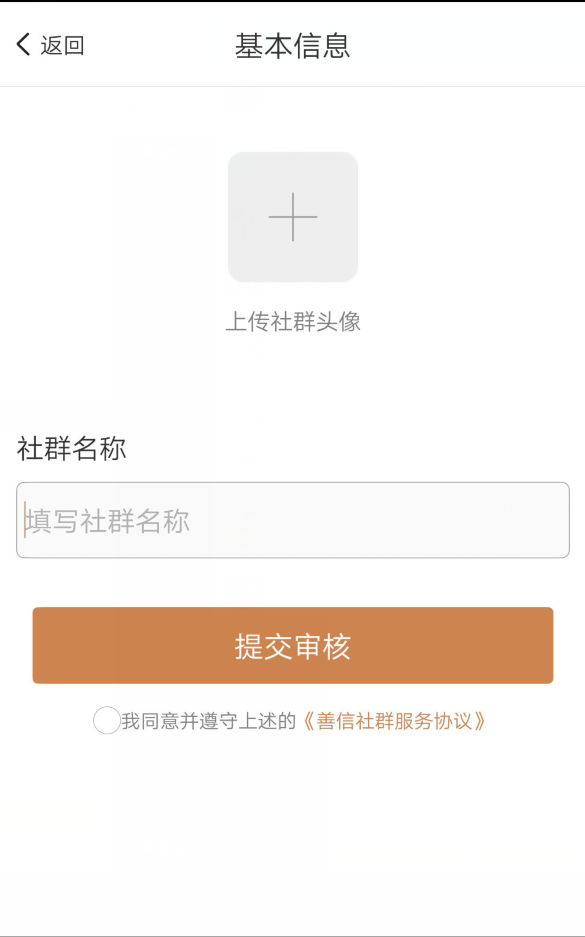 返回
基本信息
上传社群头像
社群名称
填写社群名称
提交审核
我同意并遵守上述的《善信社群服务协议》